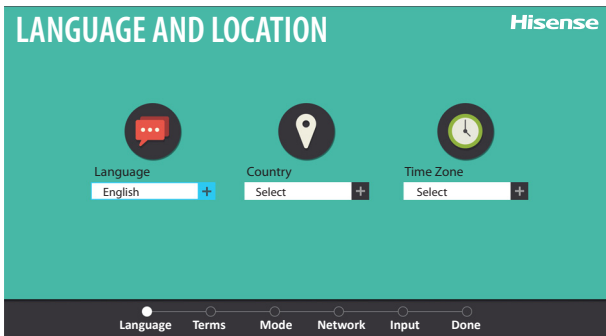 LANGUAGE AND LOCATION
Hisense
Language
Country
Time Zone
English +
Select +
Select +
Language Terms Mode Network Input Done